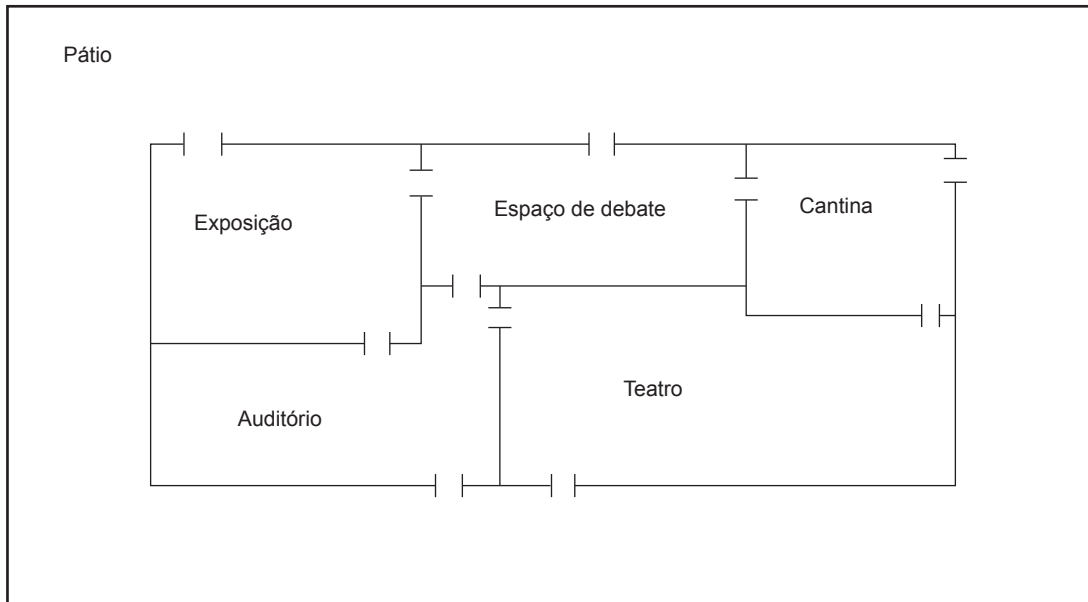 Pátio
Exposição
Espaço de debate
Cantina
Auditório
Teatro